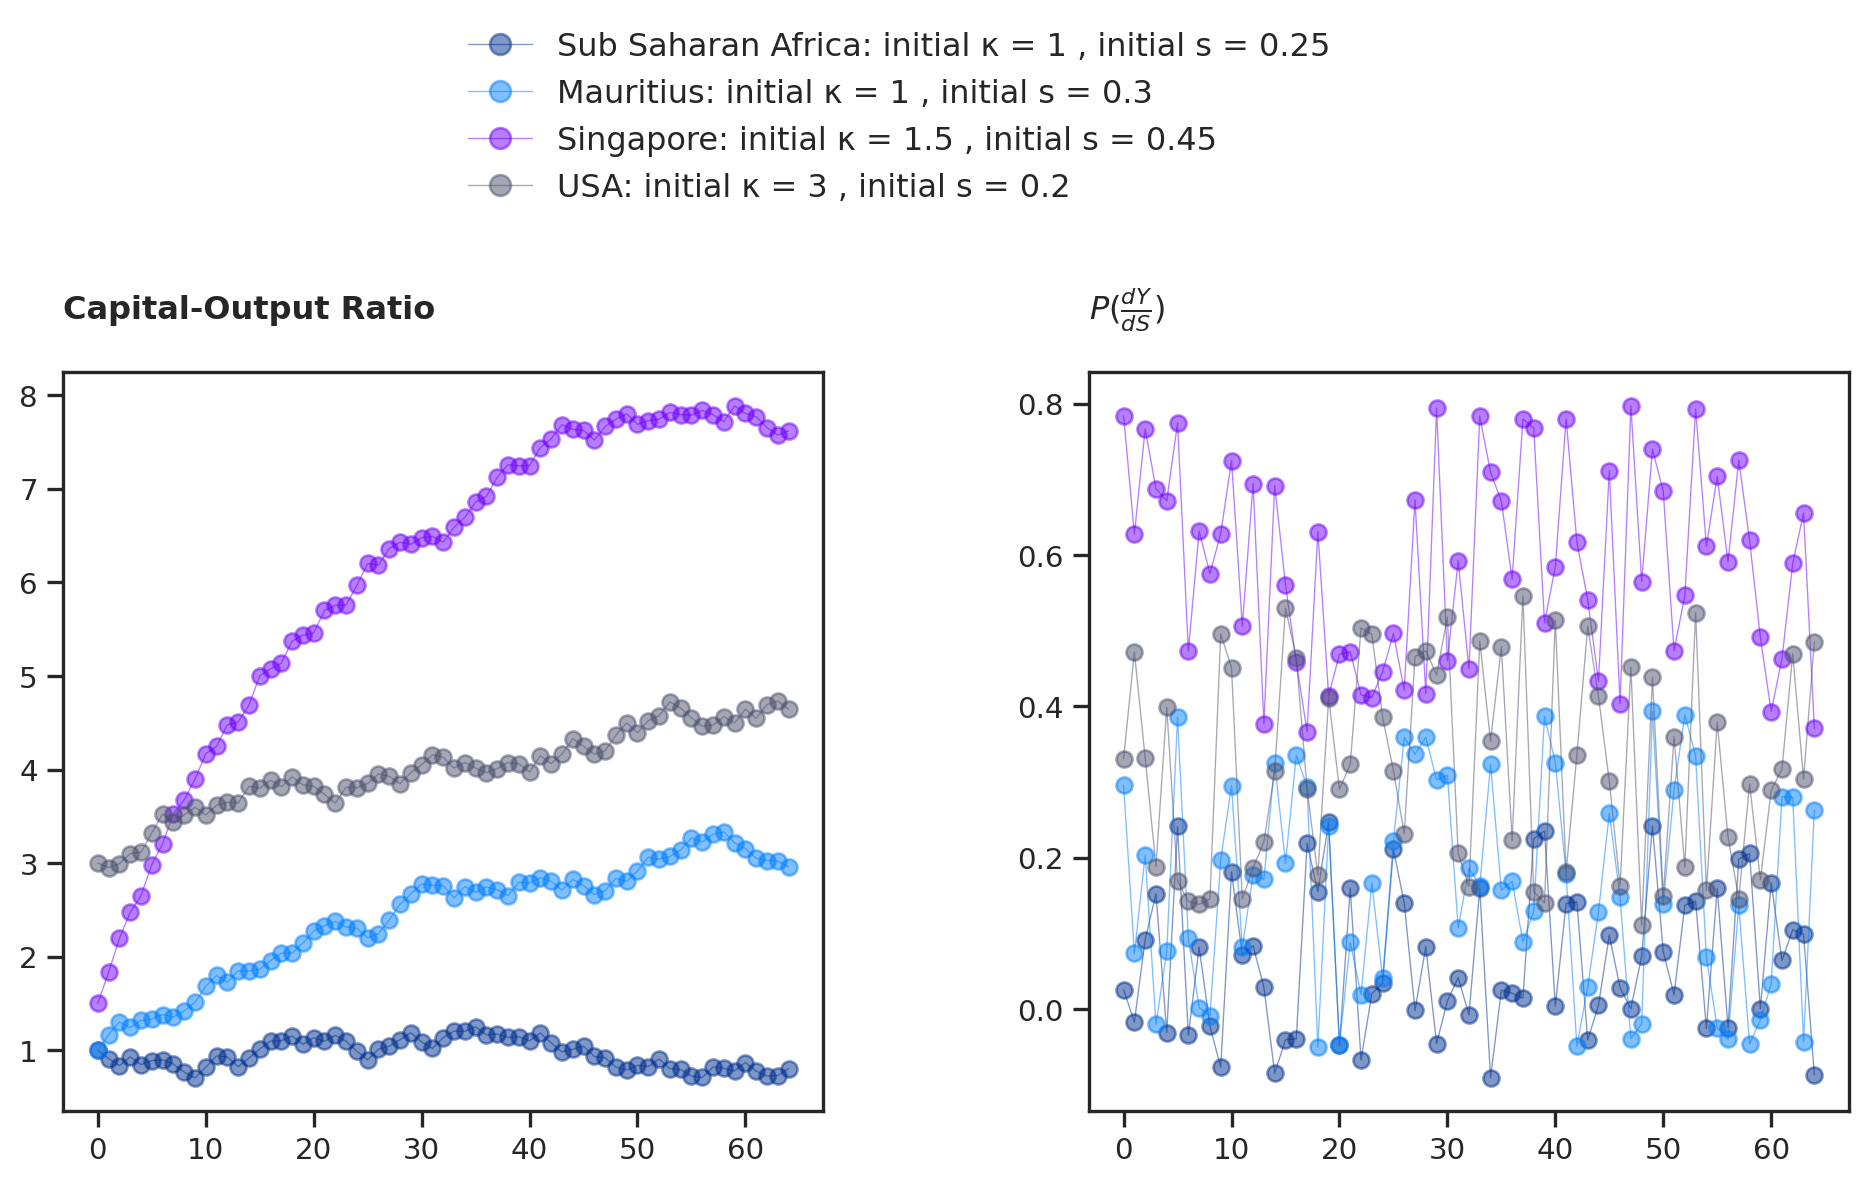 Sub Saharan Africa: initial κ = 1 , initial s = 0.25
Mauritius: initial κ = 1 , initial s = 0.3
Singapore: initial κ = 1.5 , initial s = 0.45
USA: initial κ = 3 , initial s = 0.2
Capital-Output Ratio
8
7
6
5
4
3
2
1
0 10 20 30 40 50 60
P(dY/dS)
0.8
0.6
0.4
0.2
0.0
0 10 20 30 40 50 60